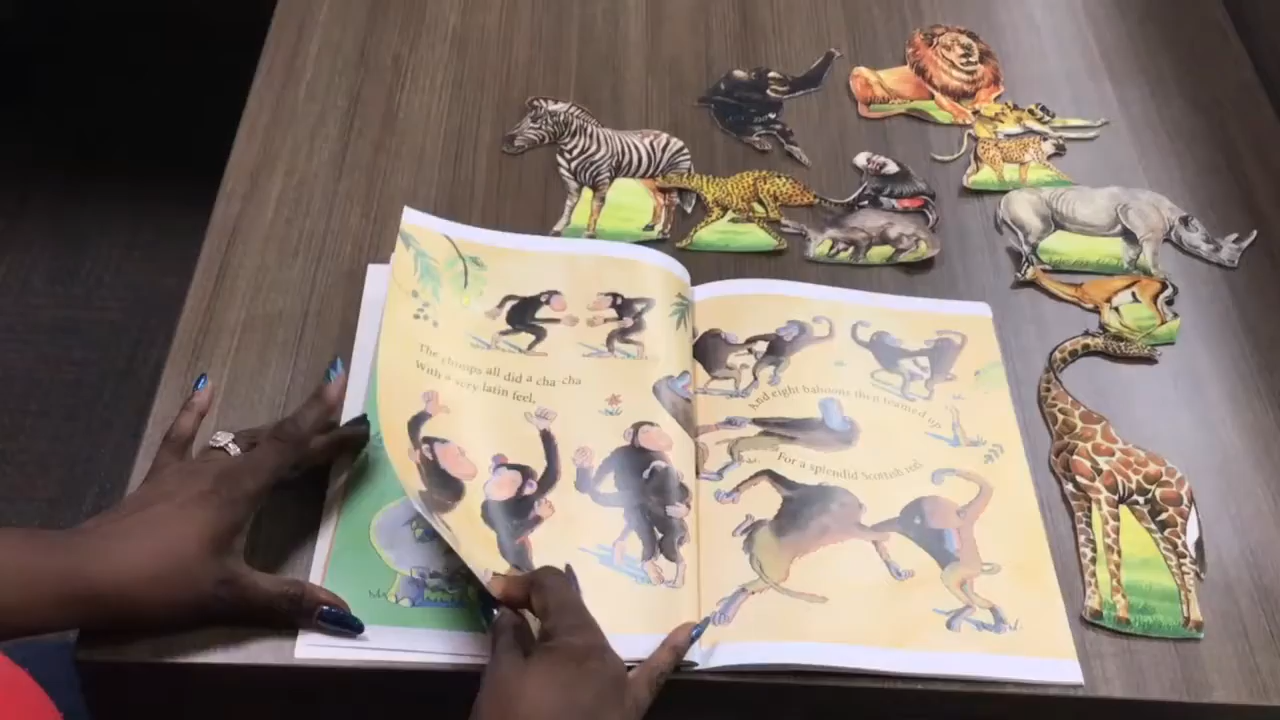 The chimps all did a cha-cha
With a very latin feel,
And eight baboons then teamed up
For a splendid Scottish reel.